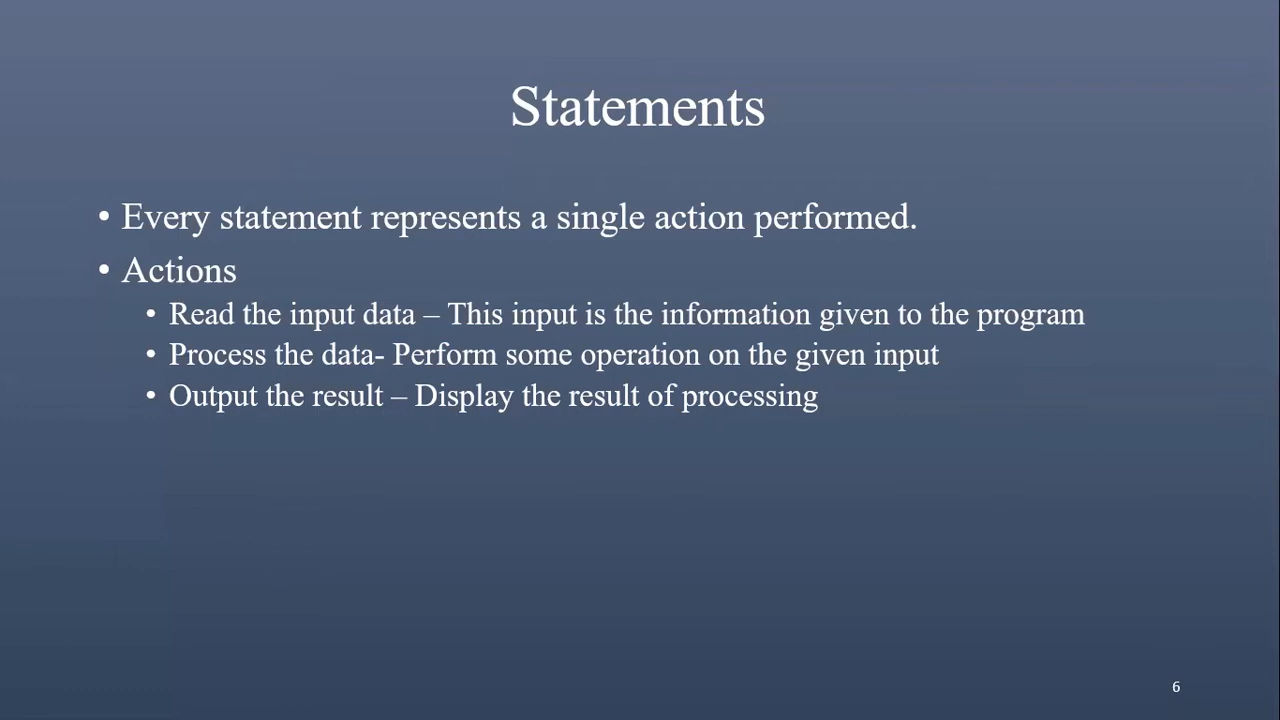 Statements
• Every statement represents a single action performed.
• Actions
• Read the input data – This input is the information given to the program
• Process the data- Perform some operation on the given input
• Output the result – Display the result of processing
6